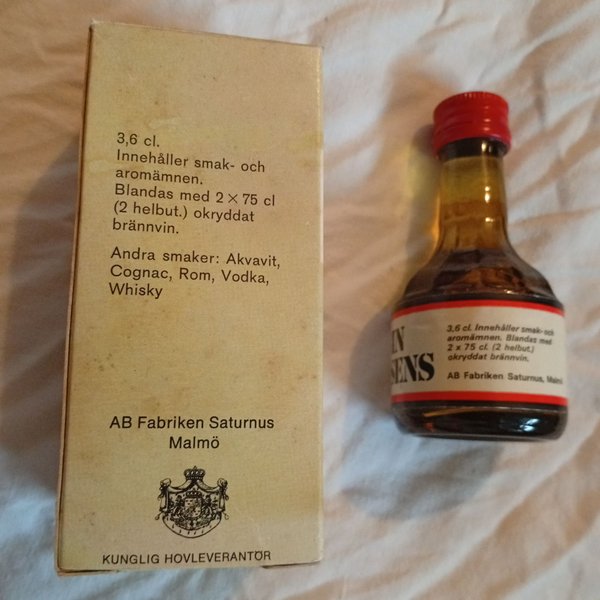 3,6 cl.
Innehåller smak- och
aromämnen.
Blandas med 2 × 75 cl
(2 helbut.) okryddat
brännvin.
Andra smaker: Akvavit,
Cognac, Rom, Vodka,
Whisky
AB Fabriken Saturnus
Malmö
KUNGLIG HOVLEVERANTÖR
IN
SENS
3,6 cl. Innehåller smak-och
aromämnen. Blandas med
2 x 75 cl. (2 helbut.)
okryddat brännvin.
AB Fabriken Saturnus, Malmö